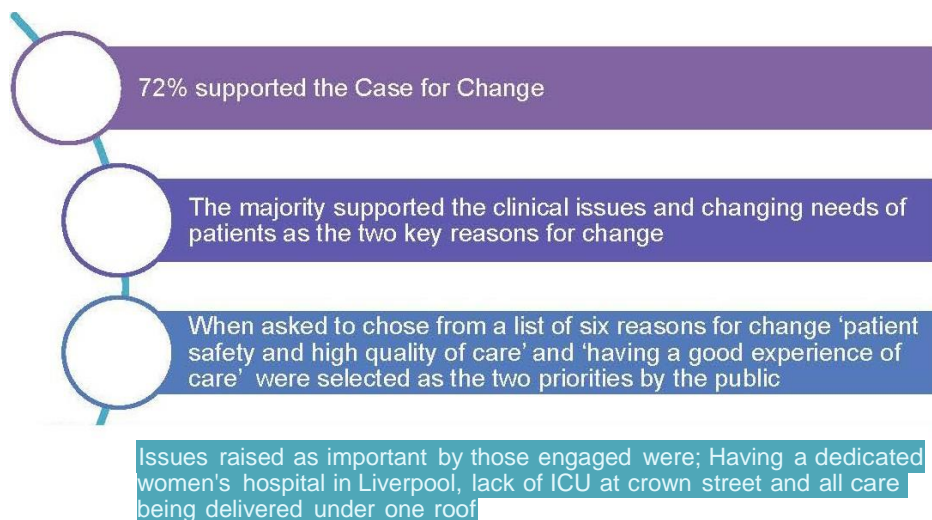 72% supported the Case for Change
The majority supported the clinical issues and changing needs of
patients as the two key reasons for change
When asked to chose from a list of six reasons for change ‘patient
safety and high quality of care’ and ‘having a good experience of
care’ were selected as the two priorities by the public
Issues raised as important by those engaged were; Having a dedicated
women's hospital in Liverpool, lack of ICU at crown street and all care
being delivered under one roof